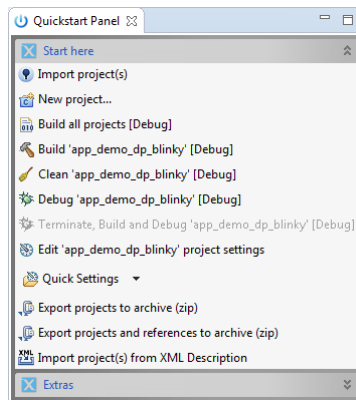 Quickstart Panel
Start here
Import project(s)
New project...
Build all projects [Debug]
Build 'app_demo_dp_blinky' [Debug]
Clean 'app_demo_dp_blinky' [Debug]
Debug 'app_demo_dp_blinky' [Debug]
Terminate, Build and Debug 'app_demo_dp_blinky' [Debug]
Edit 'app_demo_dp_blinky' project settings
Quick Settings
Export projects to archive (zip)
Export projects and references to archive (zip)
XML Import project(s) from XML Description
Extras